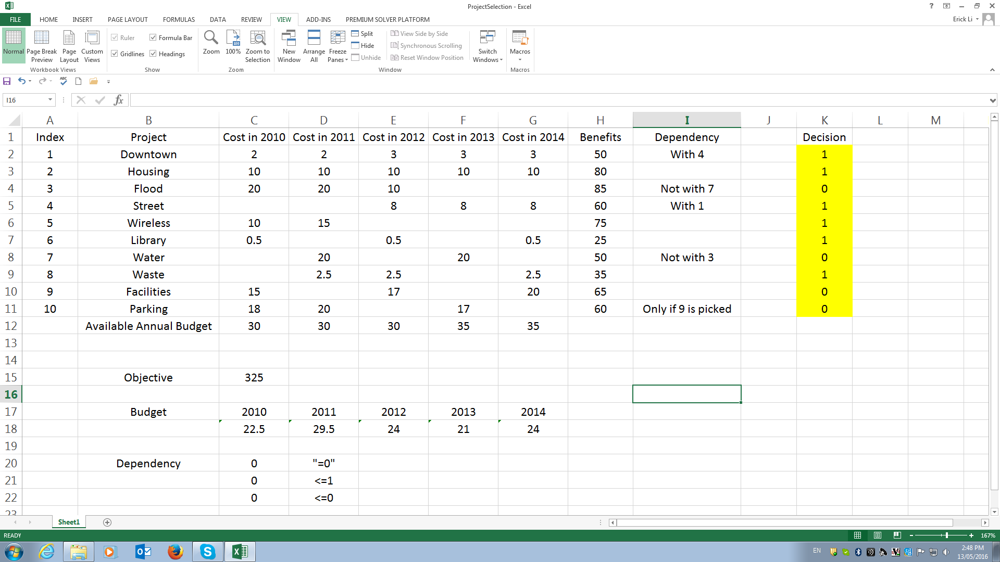 ProjectSelection - Excel
FILE HOME INSERT PAGE LAYOUT FORMULAS DATA REVIEW VIEW ADD-INS PREMIUM SOLVER PLATFORM Erick Li
Normal Page Break Preview Page Layout Custom Views
Workbook Views
Ruler Formula Bar
Gridlines Headings
Show
Zoom 100% Zoom to Selection
Zoom
New Window Arrange All Freeze Panes
Split
Hide
Unhide
View Side by Side
Synchronous Scrolling
Reset Window Position
Switch Windows
Window
Macros
Macros
I16 fx
A B C D E F G H I J K L M
1 Index Project Cost in 2010 Cost in 2011 Cost in 2012 Cost in 2013 Cost in 2014 Benefits Dependency Decision
2 1 Downtown 2 2 3 3 3 50 With 4 1
3 2 Housing 10 10 10 10 10 80 1
4 3 Flood 20 20 10 85 Not with 7 0
5 4 Street 8 8 8 60 With 1 1
6 5 Wireless 10 15 75 1
7 6 Library 0.5 0.5 0.5 25 1
8 7 Water 20 20 50 Not with 3 0
9 8 Waste 2.5 2.5 2.5 35 1
10 9 Facilities 15 17 20 65 0
11 10 Parking 18 20 17 60 Only if 9 is picked 0
12 Available Annual Budget 30 30 30 35 35
13
14
15 Objective 325
16
17 Budget 2010 2011 2012 2013 2014
18 22.5 29.5 24 21 24
19
20 Dependency 0 "=0"
21 0 <=1
22 0 <=0
23
Sheet1
READY 167%
EN 2:48 PM
13/05/2016